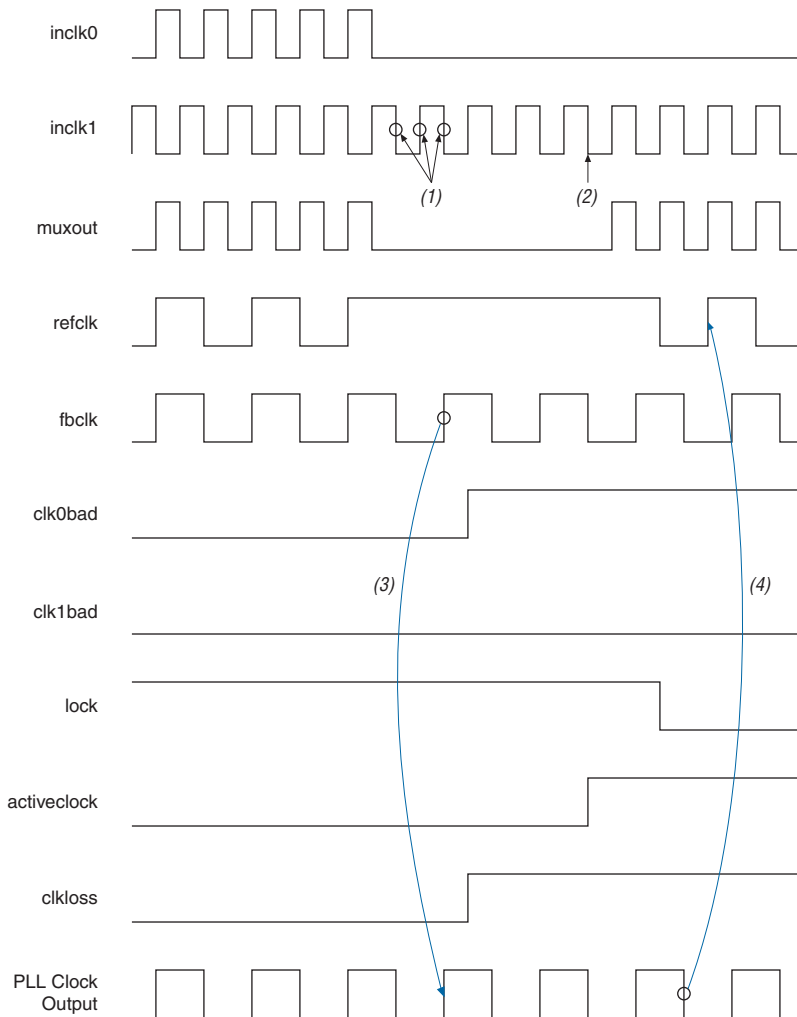 inclk0
inclk1
(1)
(2)
muxout
refclk
fbclk
clk0bad
(3)
(4)
clk1bad
lock
activeclock
clkloss
PLL Clock
Output